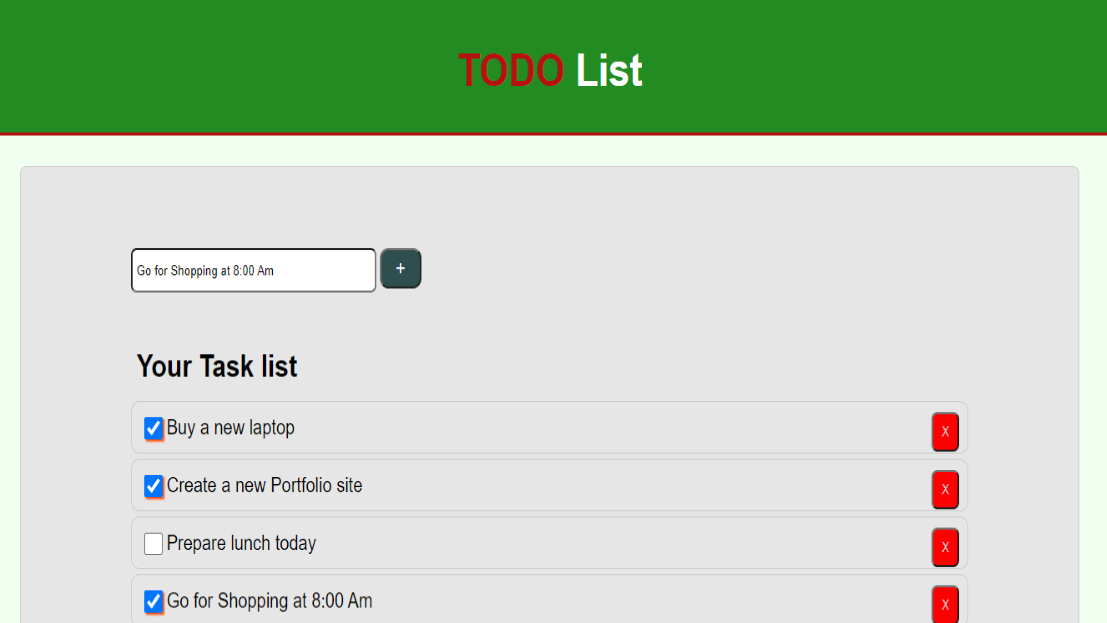 TODO List
Go for Shopping at 8:00 Am
+
Your Task list
Buy a new laptop
X
Create a new Portfolio site
X
Prepare lunch today
X
Go for Shopping at 8:00 Am
X